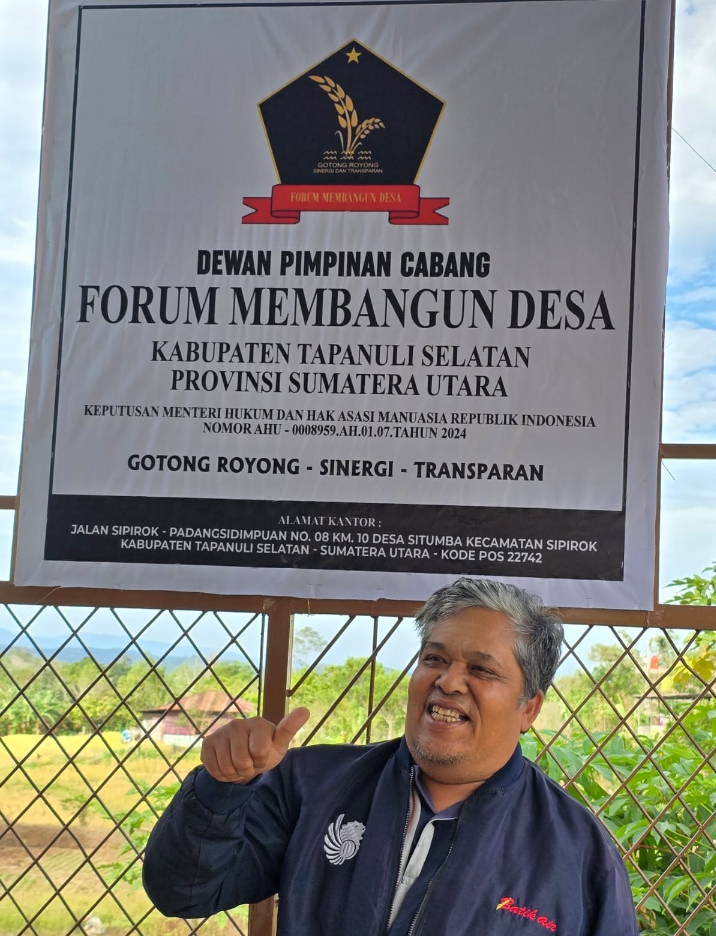 GOTONG ROYONG
SINERGI DAN TRANSPARAN
FORUM MEMBANGUN DESA
DEWAN PIMPINAN CABANG
FORUM MEMBANGUN DESA
KABUPATEN TAPANULI SELATAN
PROVINSI SUMATERA UTARA
KEPUTUSAN MENTERI HUKUM DAN HAK ASASI MANUASIA REPUBLIK INDONESIA
NOMOR AHU - 0008959.AH.01.07.TAHUN 2024
GOTONG ROYONG - SINERGI - TRANSPARAN
ALAMAT KANTOR :
JALAN SIPIROK - PADANGSIDIMPUAN NO. 08 KM. 10 DESA SITUMBA KECAMATAN SIPIROK
KABUPATEN TAPANULI SELATAN - SUMATERA UTARA - KODE POS 22742
Batikair